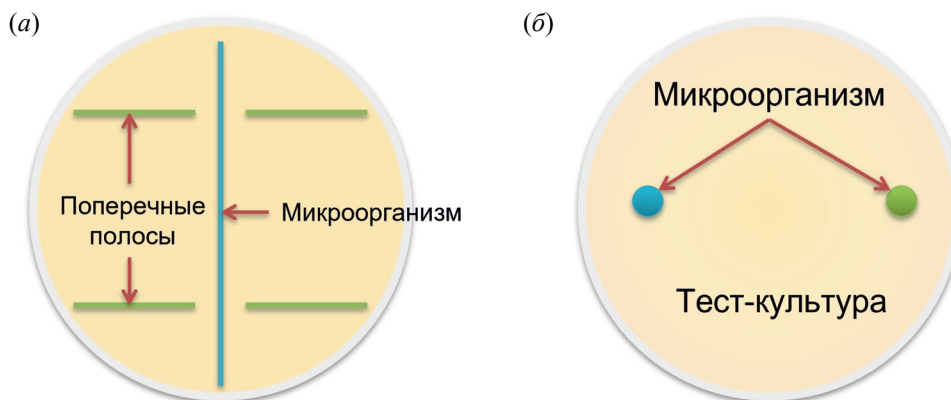 (а)
Поперечные
полосы
Микроорганизм
(б)
Микроорганизм
Тест-культура